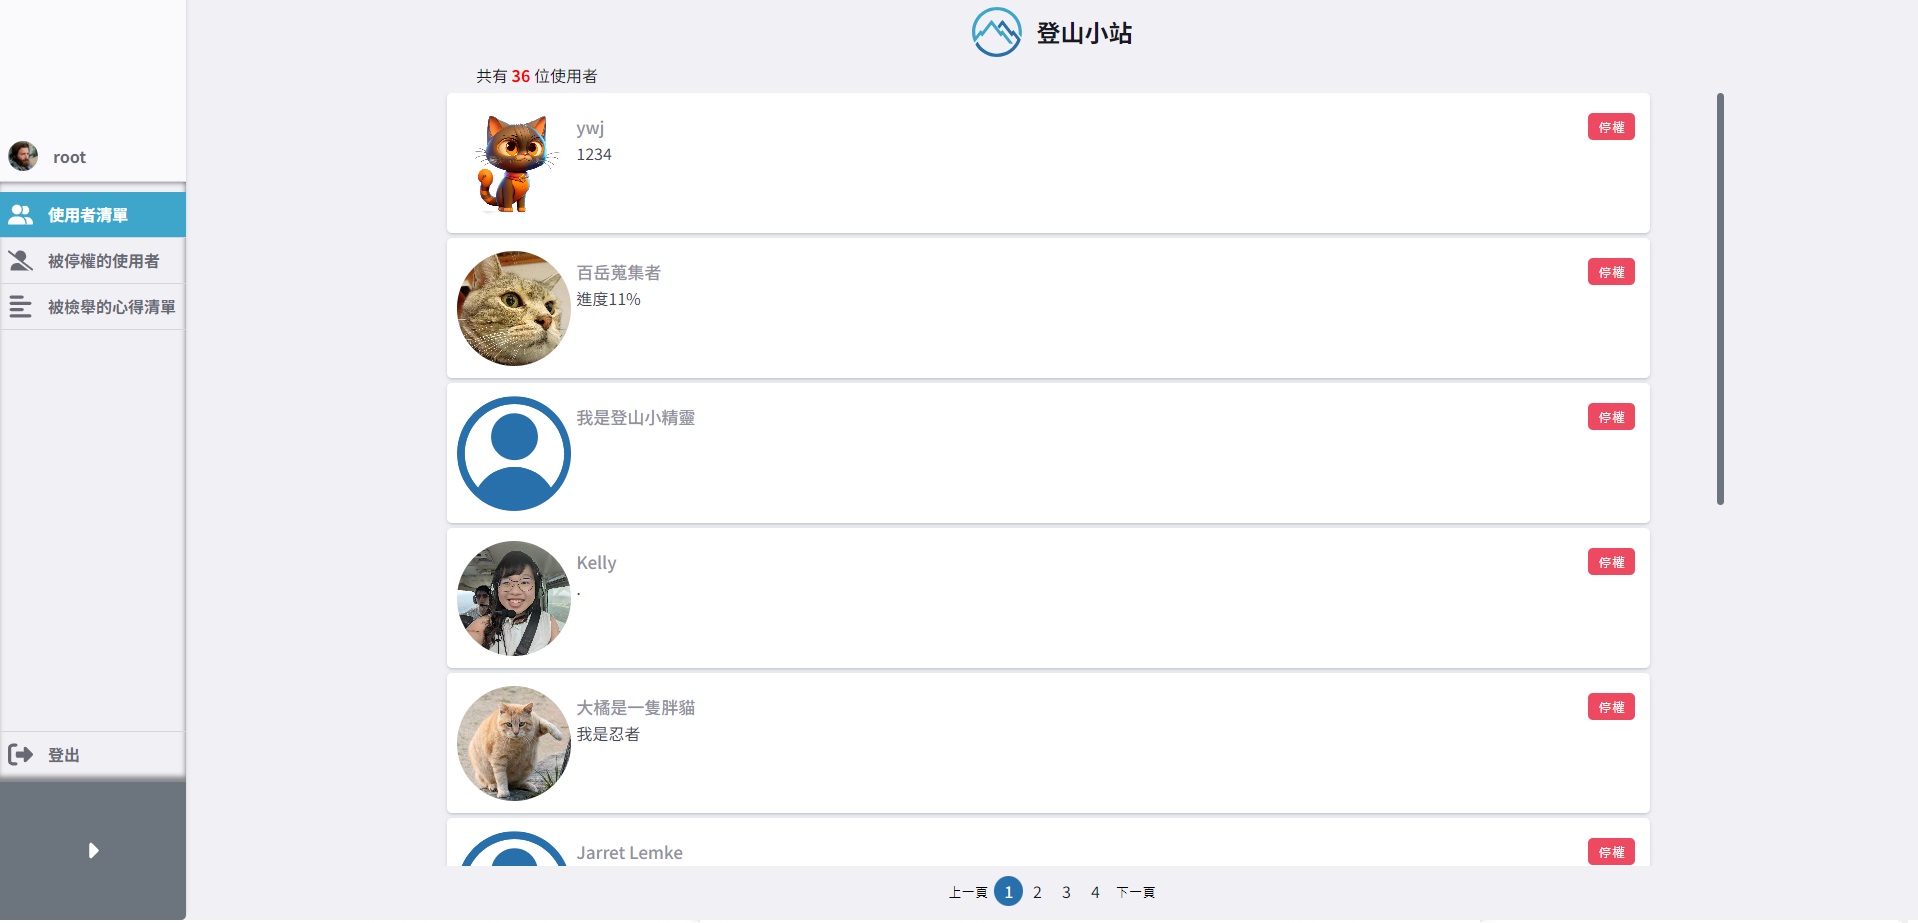 登山小站
共有 36 位使用者
root
使用者清單
被停權的使用者
被檢舉的心得清單
登出
ywj
1234
停權
百岳蒐集者
進度11%
停權
我是登山小精靈
停權
Kelly
.
停權
大橘是一隻胖貓
我是忍者
停權
Jarret Lemke
停權
上一頁 1 2 3 4 下一頁